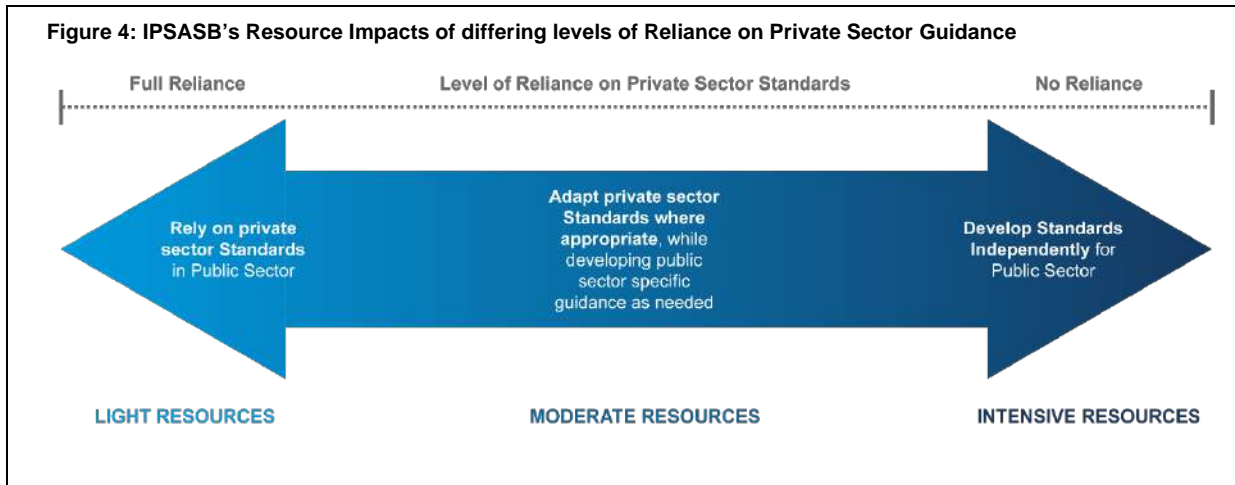 Figure 4: IPSASB's Resource Impacts of differing levels of Reliance on Private Sector Guidance
Full Reliance
Level of Reliance on Private Sector Standards
No Reliance
Rely on private
sector Standards
in Public Sector
Adapt private sector
Standards where
appropriate, while
developing public
sector specific
guidance as needed
Develop Standards
Independently for
Public Sector
LIGHT RESOURCES
MODERATE RESOURCES
INTENSIVE RESOURCES